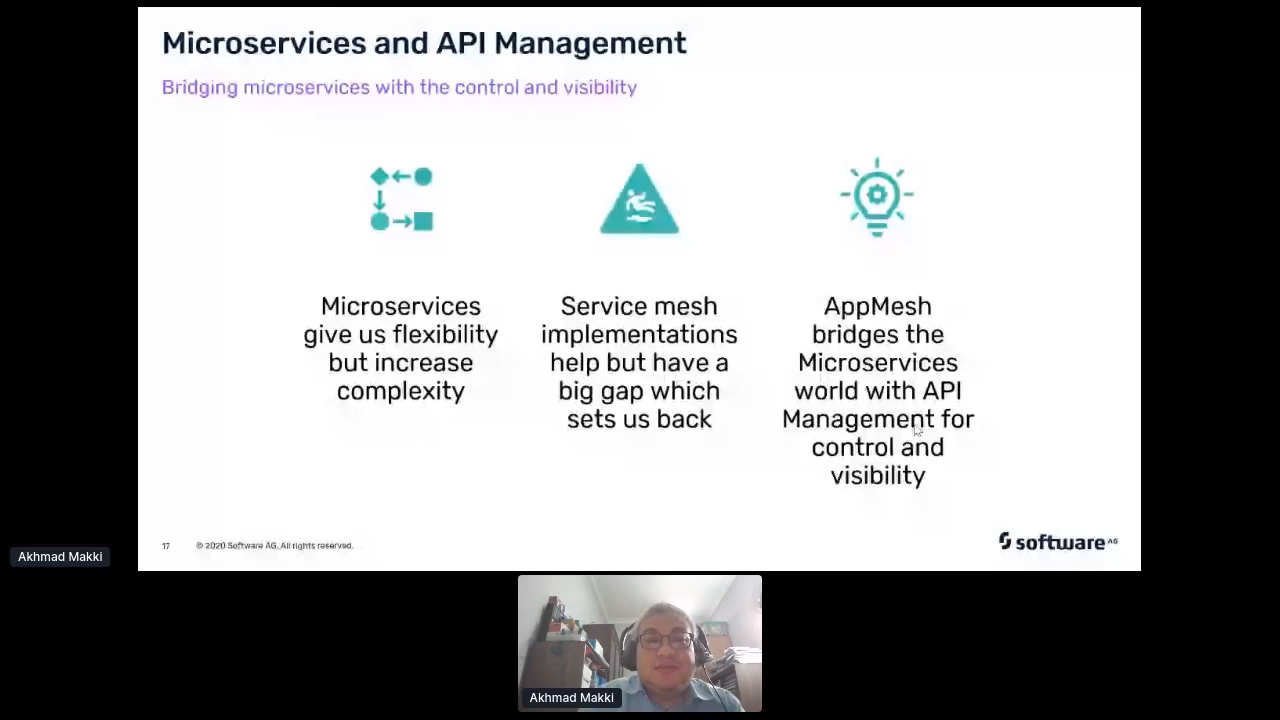 Microservices and API Management
Bridging microservices with the control and visibility
Microservices
give us flexibility
but increase
complexity
Service mesh
implementations
help but have a
big gap which
sets us back
AppMesh
bridges the
Microservices
world with API
Management for
control and
visibility
17
© 2020 Software AG. All rights reserved.
software AG
Akhmad Makki
Akhmad Makki